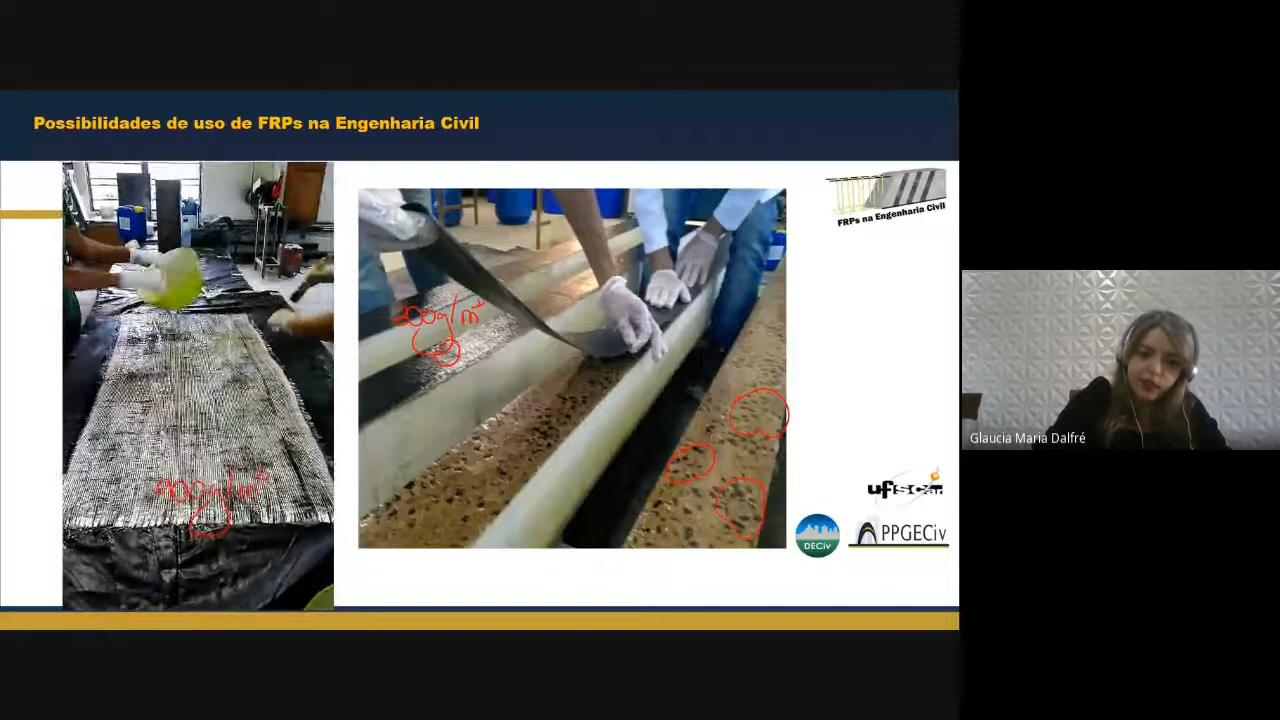 Possibilidades de uso de FRPs na Engenharia Civil
FRPs na Engenharia Civil
300g/m²
900g/m²
Glaucia Maria Dalfré
ufscar
DECiv
PPGECiv